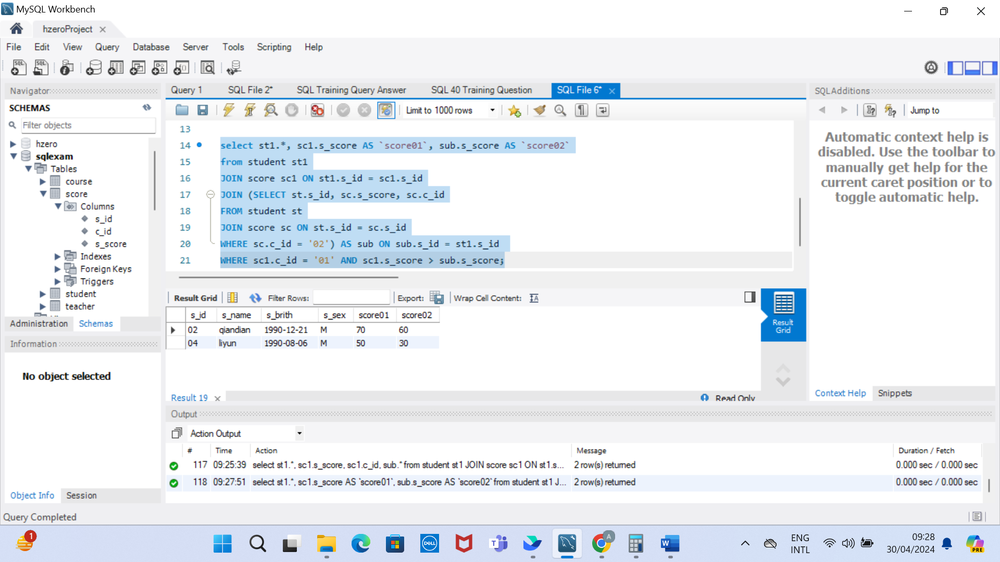 MySQL Workbench
hzeroProject
File Edit View Query Database Server Tools Scripting Help
Navigator
SCHEMAS
Filter objects
hzero
sqlexam
Tables
course
score
Columns
s_id
c_id
s_score
Indexes
Foreign Keys
Triggers
student
teacher
Administration Schemas
Information
No object selected
Object Info Session
Query 1 SQL File 2* SQL Training Query Answer SQL 40 Training Question SQL File 6*
Limit to 1000 rows
13
14 select st1.*, sc1.s_score AS `score01`, sub.s_score AS `score02`
15 from student st1
16 JOIN score sc1 ON st1.s_id = sc1.s_id
17 JOIN (SELECT st.s_id, sc.s_score, sc.c_id
18 FROM student st
19 JOIN score sc ON st.s_id = sc.s_id
20 WHERE sc.c_id = '02') AS sub ON sub.s_id = st1.s_id
21 WHERE sc1.c_id = '01' AND sc1.s_score > sub.s_score;
Result Grid Filter Rows: Export: Wrap Cell Content:
s_id s_name s_brith s_sex score01 score02
02 qiandian 1990-12-21 M 70 60
04 liyun 1990-08-06 M 50 30
Result Grid
Result 19
Read Only
SQLAdditions
Jump to
Automatic context help is
disabled. Use the toolbar to
manually get help for the
current caret position or to
toggle automatic help.
Context Help Snippets
Output
Action Output
# Time Action Message Duration / Fetch
117 09:25:39 select st1.*, sc1.s_score, sc1.c_id, sub.* from student st1 JOIN score sc1 ON st1.s... 2 row(s) returned 0.000 sec / 0.000 sec
118 09:27:51 select st1.*, sc1.s_score AS `score01`, sub.s_score AS `score02` from student st1 J... 2 row(s) returned 0.000 sec / 0.000 sec
Query Completed
1
DELL
T
A
W
ENG
INTL
09:28
30/04/2024
PRE